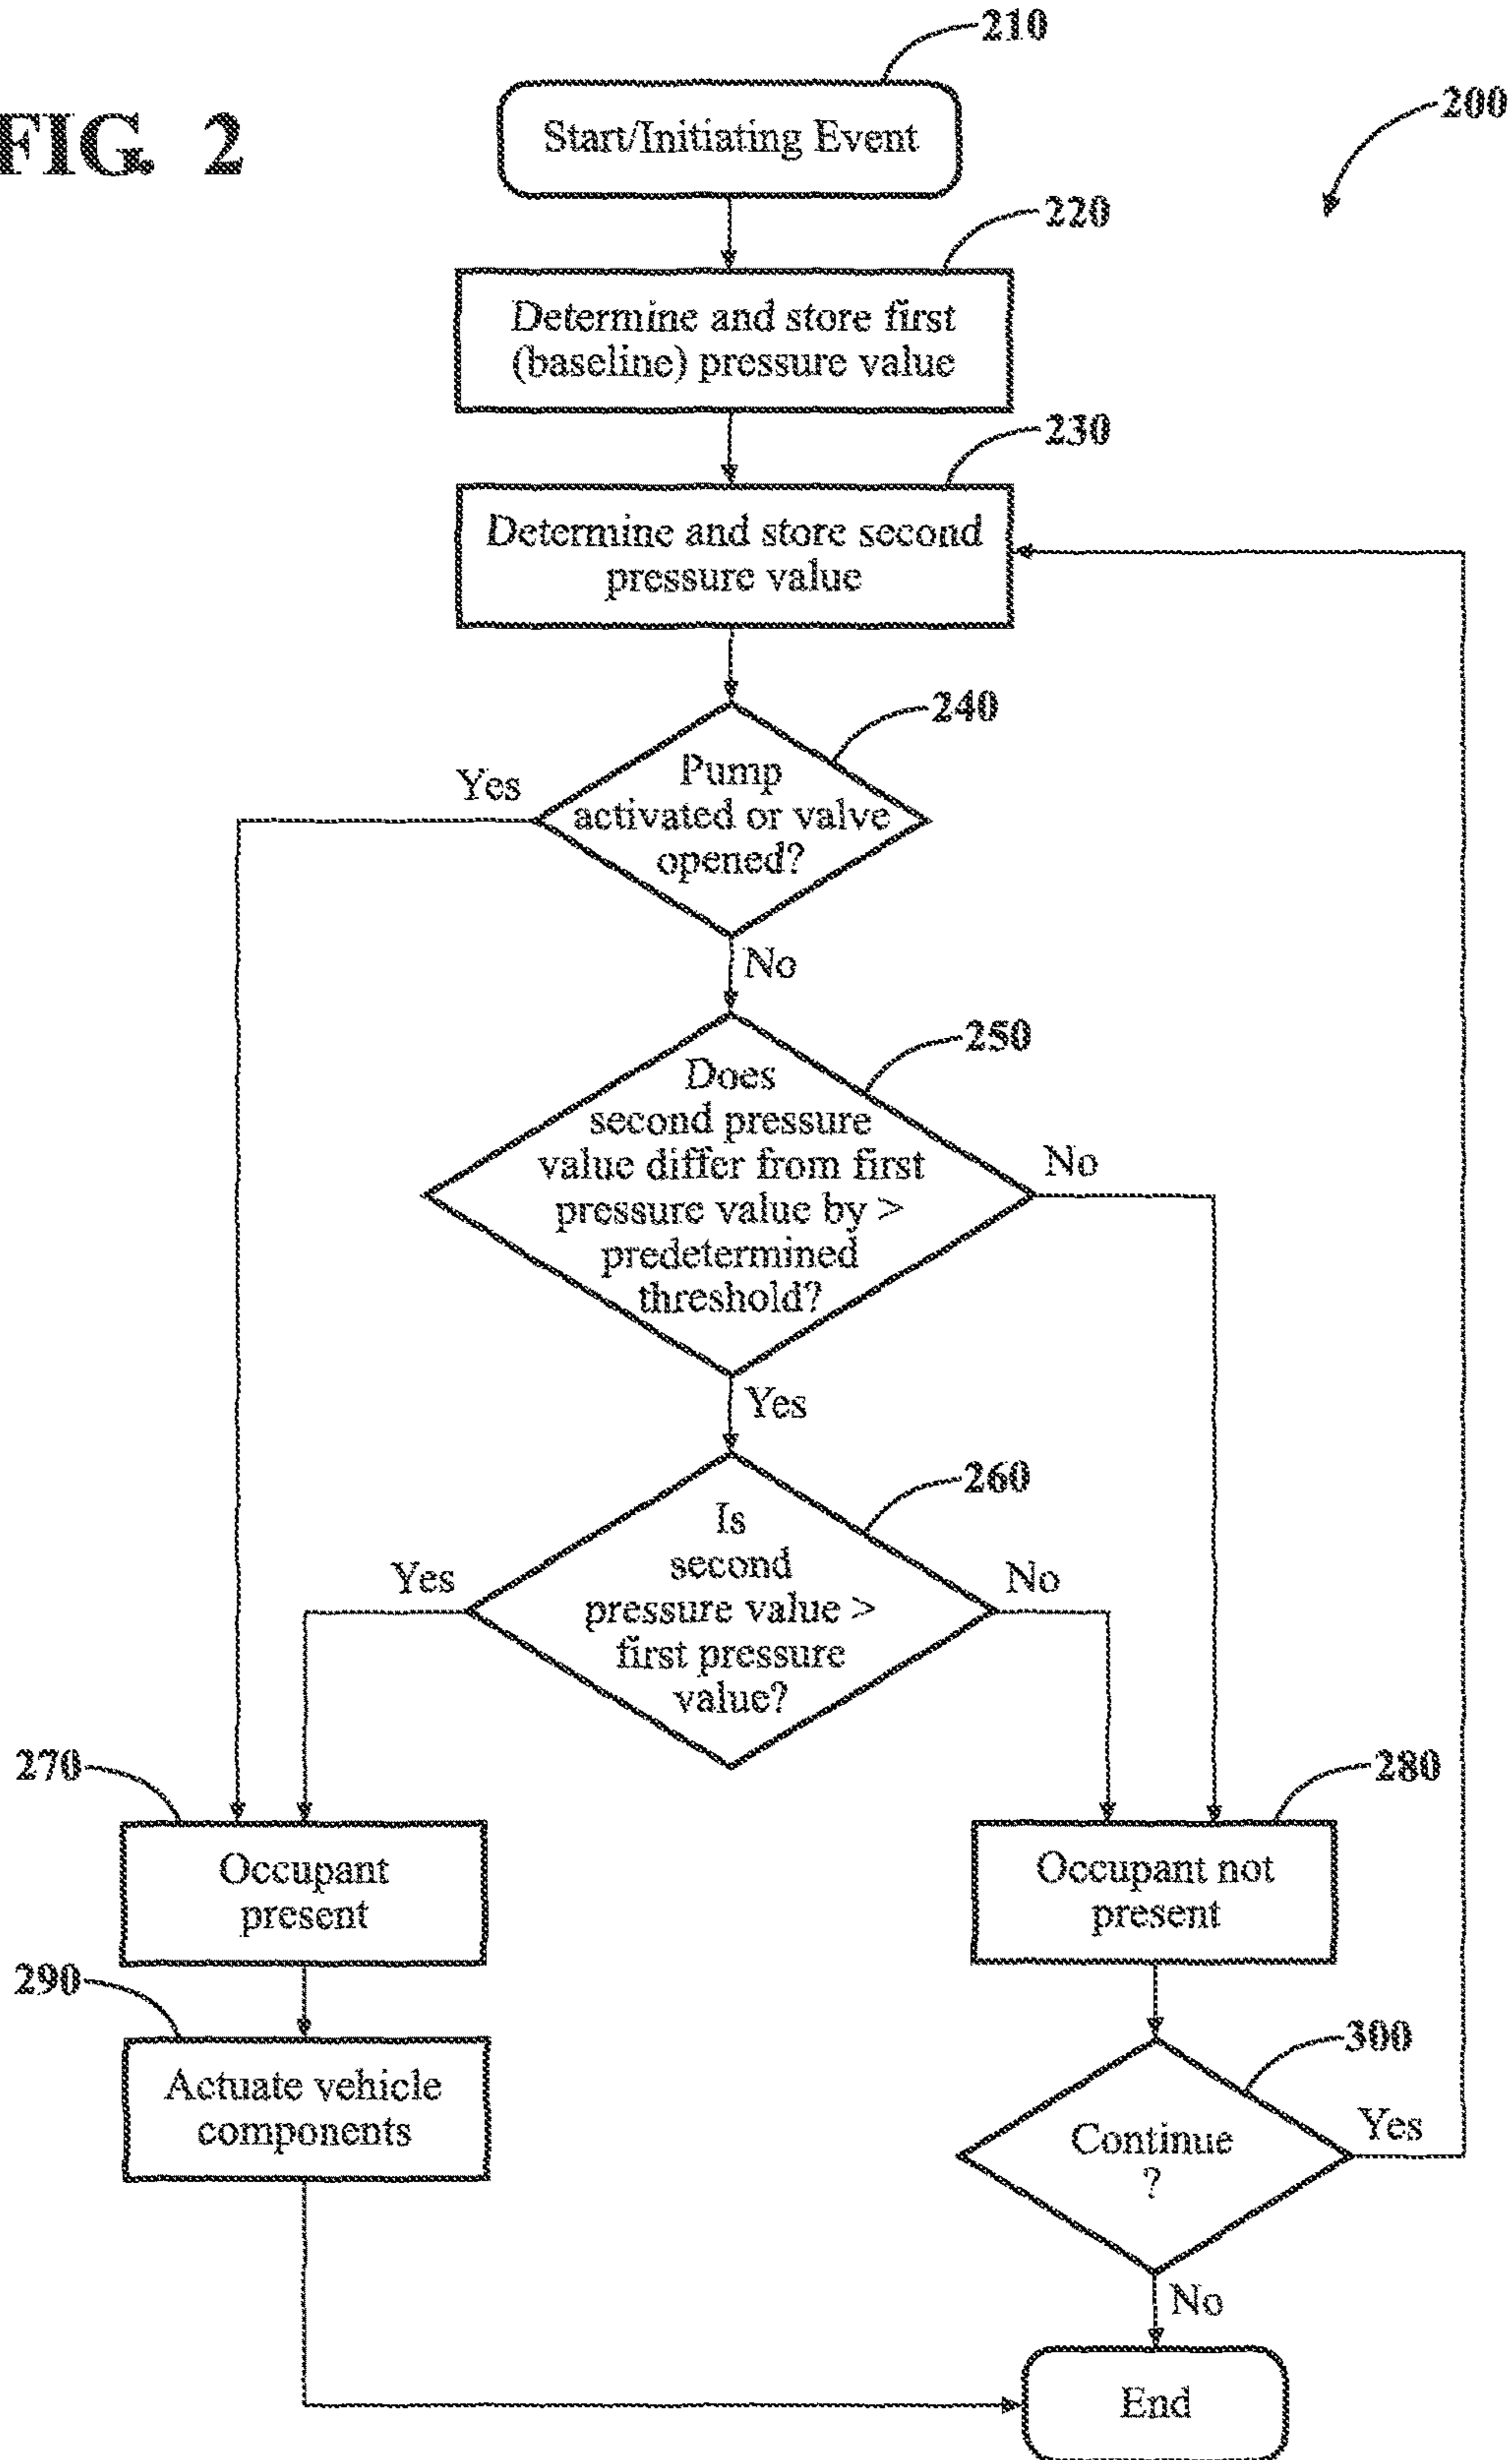 FIG. 2
200
210
Start/Initiating Event
220
Determine and store first
(baseline) pressure value
230
Determine and store second
pressure value
240
Pump
activated or valve
opened?
Yes
No
250
Does
second pressure
value differ from first
pressure value by >
predetermined
threshold?
No
Yes
260
Is
second
pressure value >
first pressure
value?
Yes
No
270
Occupant
present
280
Occupant not
present
290
Actuate vehicle
components
300
Continue
?
Yes
No
End